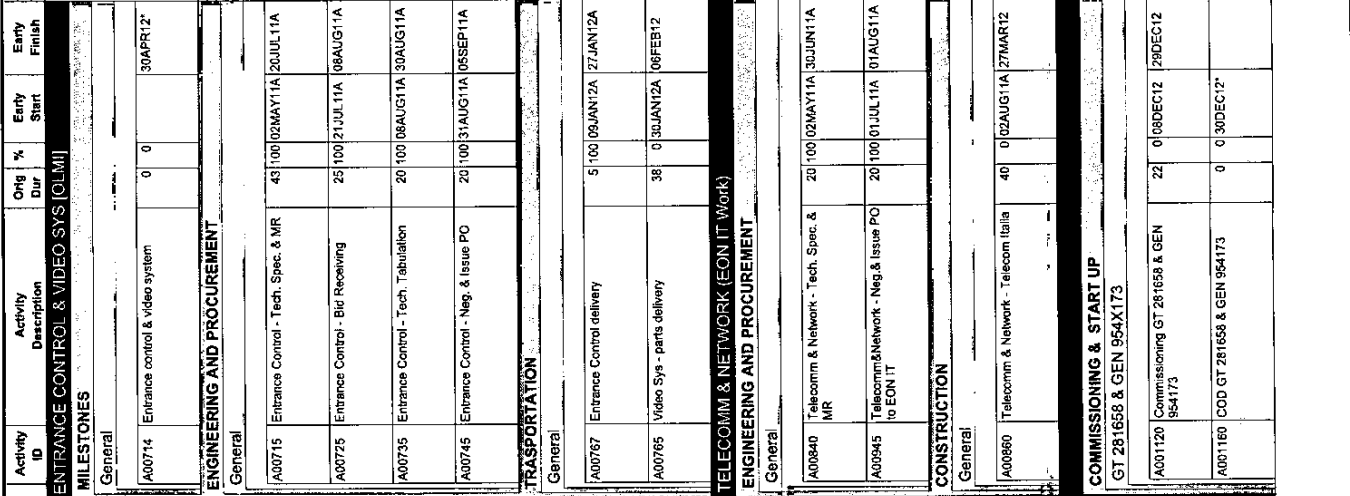 Activity ID Activity Description Orig Dur % Early Start Early Finish
ENTRANCE CONTROL & VIDEO SYS [OLMI]
MILESTONES
General
A00714 Entrance control & video system 0 0 30APR12*
ENGINEERING AND PROCUREMENT
General
A00715 Entrance Control - Tech. Spec. & MR 43 100 02MAY11A 20JUL11A
A00725 Entrance Control - Bid Receiving 25 100 21JUL11A 08AUG11A
A00735 Entrance Control - Tech. Tabulation 20 100 08AUG11A 30AUG11A
A00745 Entrance Control - Neg. & Issue PO 20 100 31AUG11A 05SEP11A
TRASPORTATION
General
A00767 Entrance Control delivery 5 100 09JAN12A 27JAN12A
A00765 Video Sys - parts delivery 38 0 30JAN12A 06FEB12
TELECOMM & NETWORK (EON IT Work)
ENGINEERING AND PROCUREMENT
General
A00840 Telecomm & Network - Tech. Spec. & 20 100 02MAY11A 30JUN11A
MR
A00945 Telecomm&Network - Neg.& Issue PO 20 100 01JUL11A 01AUG11A
to EON IT
CONSTRUCTION
General
A00860 Telecomm & Network - Telecom Italia 40 0 02AUG11A 27MAR12
COMMISSIONING & START UP
GT 281658 & GEN 954X173
A001120 Commissioning GT 281658 & GEN 22 0 08DEC12 29DEC12
954173
A001160 COD GT 281658 & GEN 954173 0 0 30DEC12*